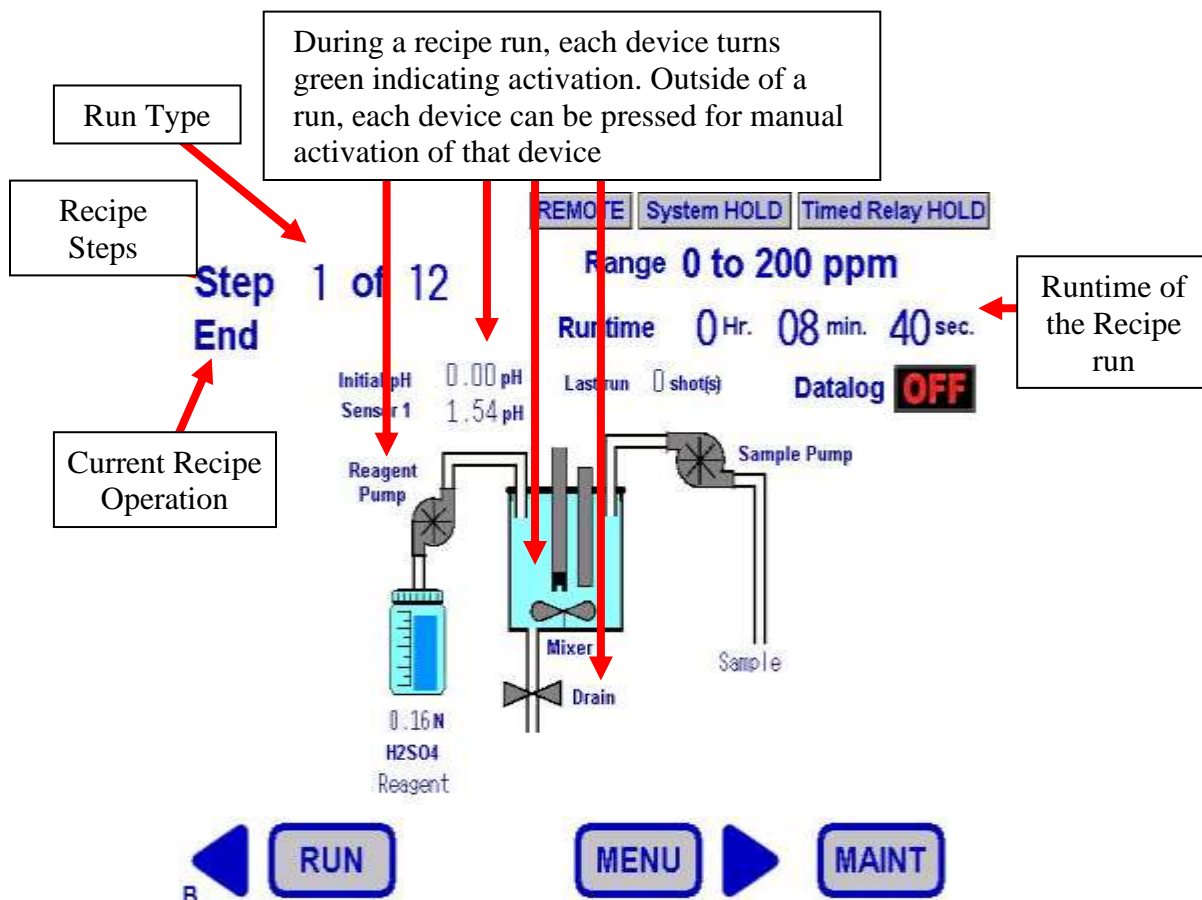 During a recipe run, each device turns
green indicating activation. Outside of a
run, each device can be pressed for manual
activation of that device
Run Type
Recipe
Steps
REMOTE System HOLD Timed Relay HOLD
Step 1 of 12
Range 0 to 200 ppm
End
Runtime 0 Hr. 08 min. 40 sec.
Runtime of
the Recipe
run
Initial pH 0.00 pH
Last run 0 shot(s)
Datalog OFF
Sensor 1 1.54 pH
Current Recipe
Operation
Reagent
Pump
Sample Pump
Mixer
Sample
Drain
0.16 N
H2SO4
Reagent
RUN
MENU
MAINT